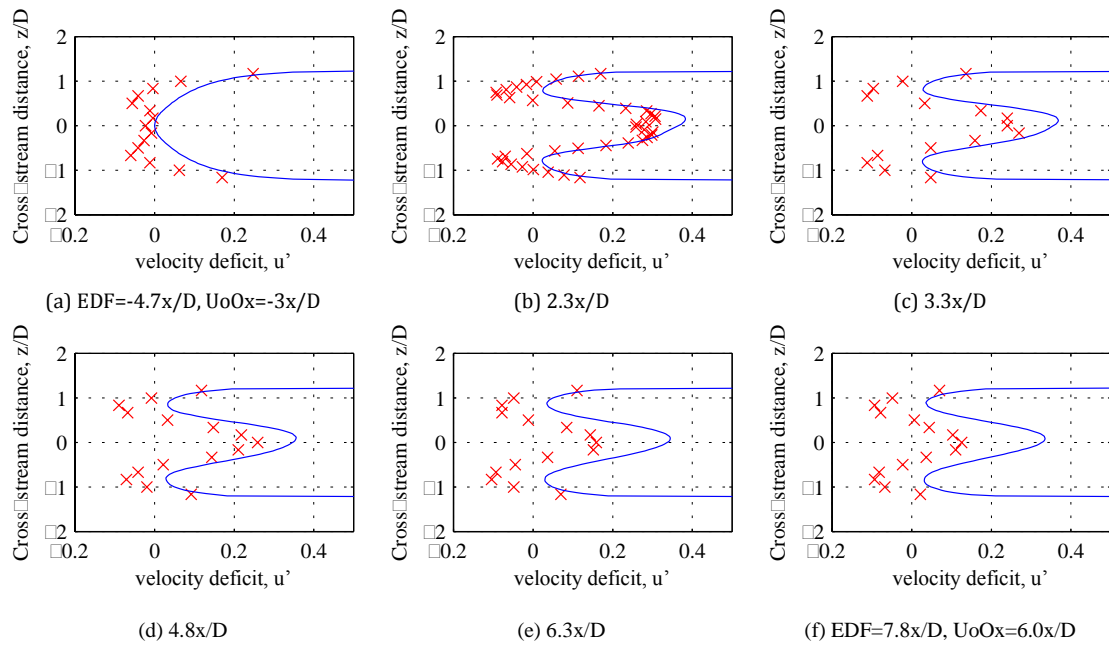 Cross□stream distance, z/D
2
1
0
□1
□2
□0.2 0 0.2 0.4
velocity deficit, u’
(a) EDF=-4.7x/D, UoOx=-3x/D
Cross□stream distance, z/D
2
1
0
□1
□2
□0.2 0 0.2 0.4
velocity deficit, u’
(b) 2.3x/D
Cross□stream distance, z/D
2
1
0
□1
□2
□0.2 0 0.2 0.4
velocity deficit, u’
(c) 3.3x/D
Cross□stream distance, z/D
2
1
0
□1
□2
□0.2 0 0.2 0.4
velocity deficit, u’
(d) 4.8x/D
Cross□stream distance, z/D
2
1
0
□1
□2
□0.2 0 0.2 0.4
velocity deficit, u’
(e) 6.3x/D
Cross□stream distance, z/D
2
1
0
□1
□2
□0.2 0 0.2 0.4
velocity deficit, u’
(f) EDF=7.8x/D, UoOx=6.0x/D